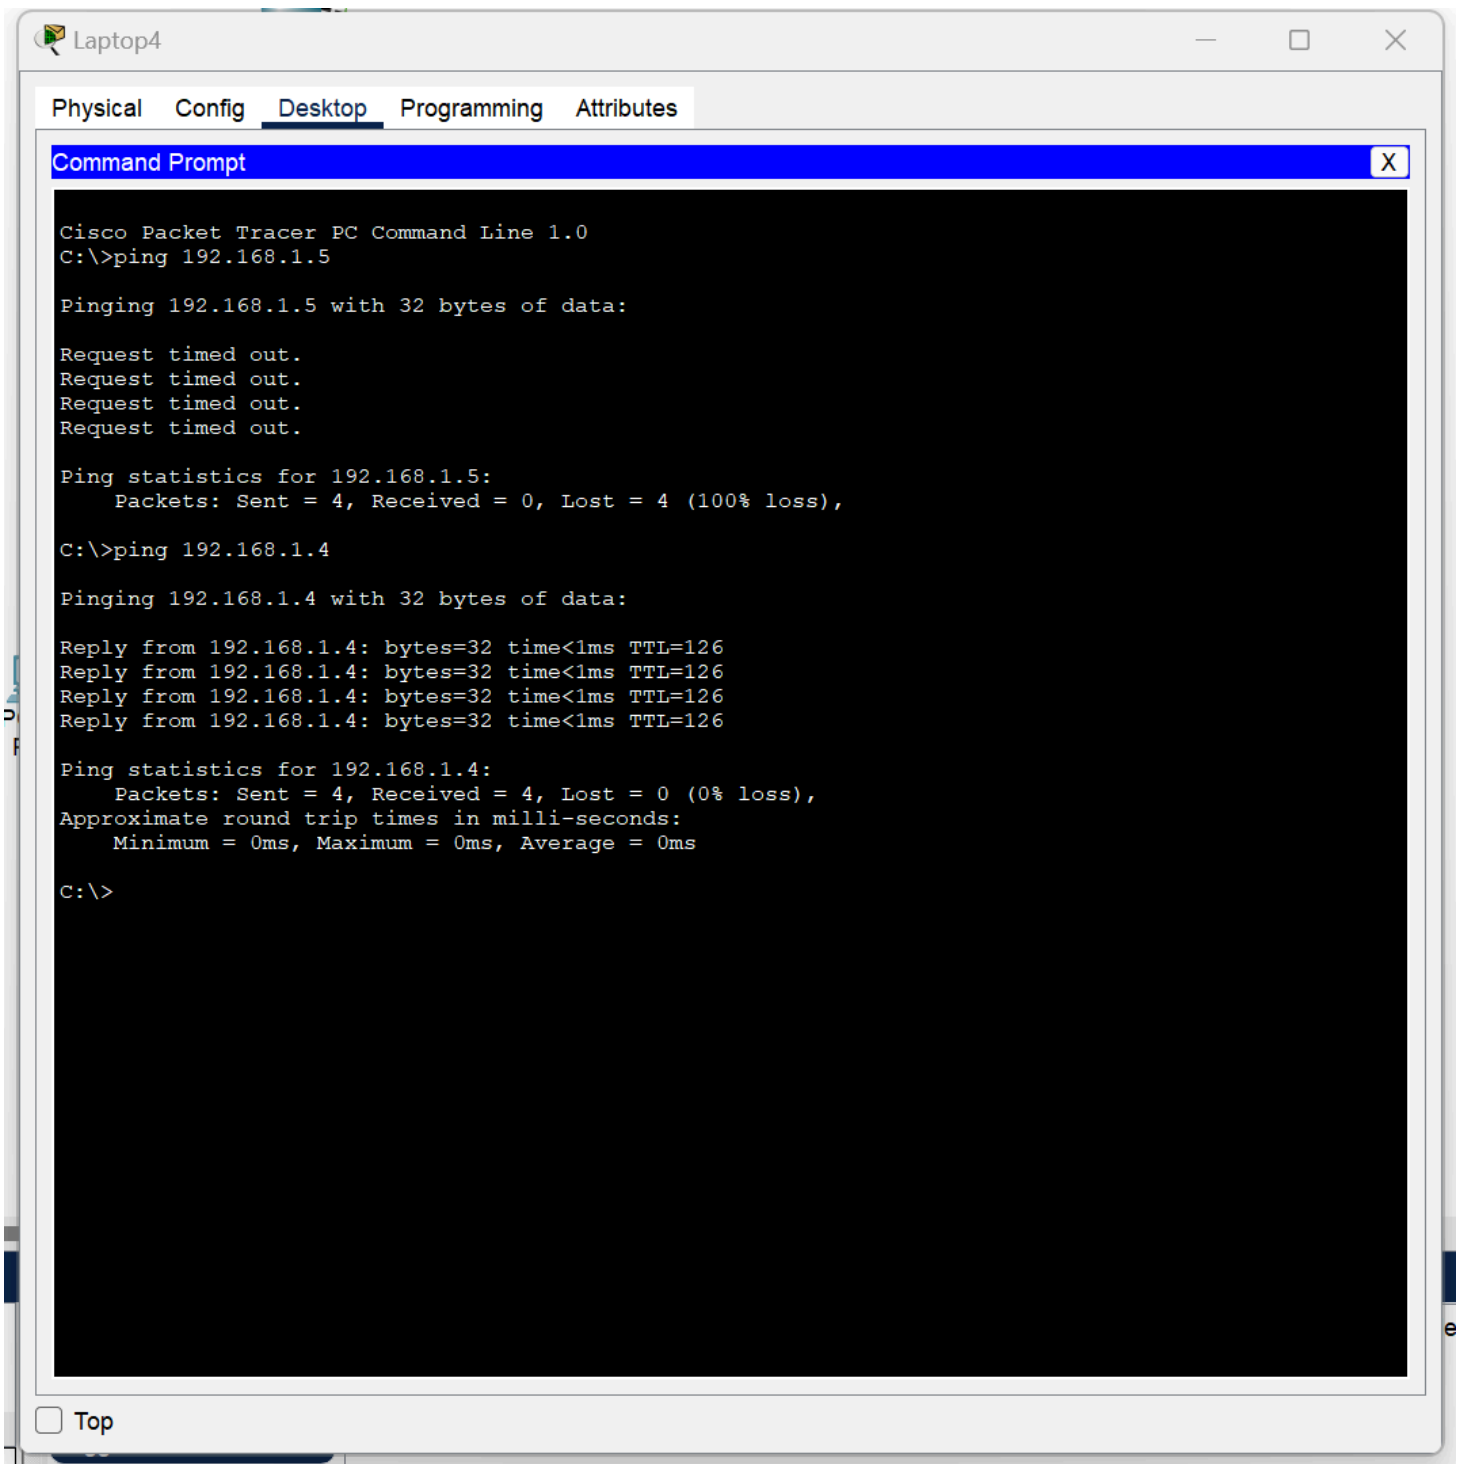 Laptop4
Physical Config Desktop Programming Attributes
Command Prompt X
Cisco Packet Tracer PC Command Line 1.0
C:\>ping 192.168.1.5
Pinging 192.168.1.5 with 32 bytes of data:
Request timed out.
Request timed out.
Request timed out.
Request timed out.
Ping statistics for 192.168.1.5:
Packets: Sent = 4, Received = 0, Lost = 4 (100% loss),
C:\>ping 192.168.1.4
Pinging 192.168.1.4 with 32 bytes of data:
Reply from 192.168.1.4: bytes=32 time<1ms TTL=126
Reply from 192.168.1.4: bytes=32 time<1ms TTL=126
Reply from 192.168.1.4: bytes=32 time<1ms TTL=126
Reply from 192.168.1.4: bytes=32 time<1ms TTL=126
Ping statistics for 192.168.1.4:
Packets: Sent = 4, Received = 4, Lost = 0 (0% loss),
Approximate round trip times in milli-seconds:
Minimum = 0ms, Maximum = 0ms, Average = 0ms
C:\>
Top